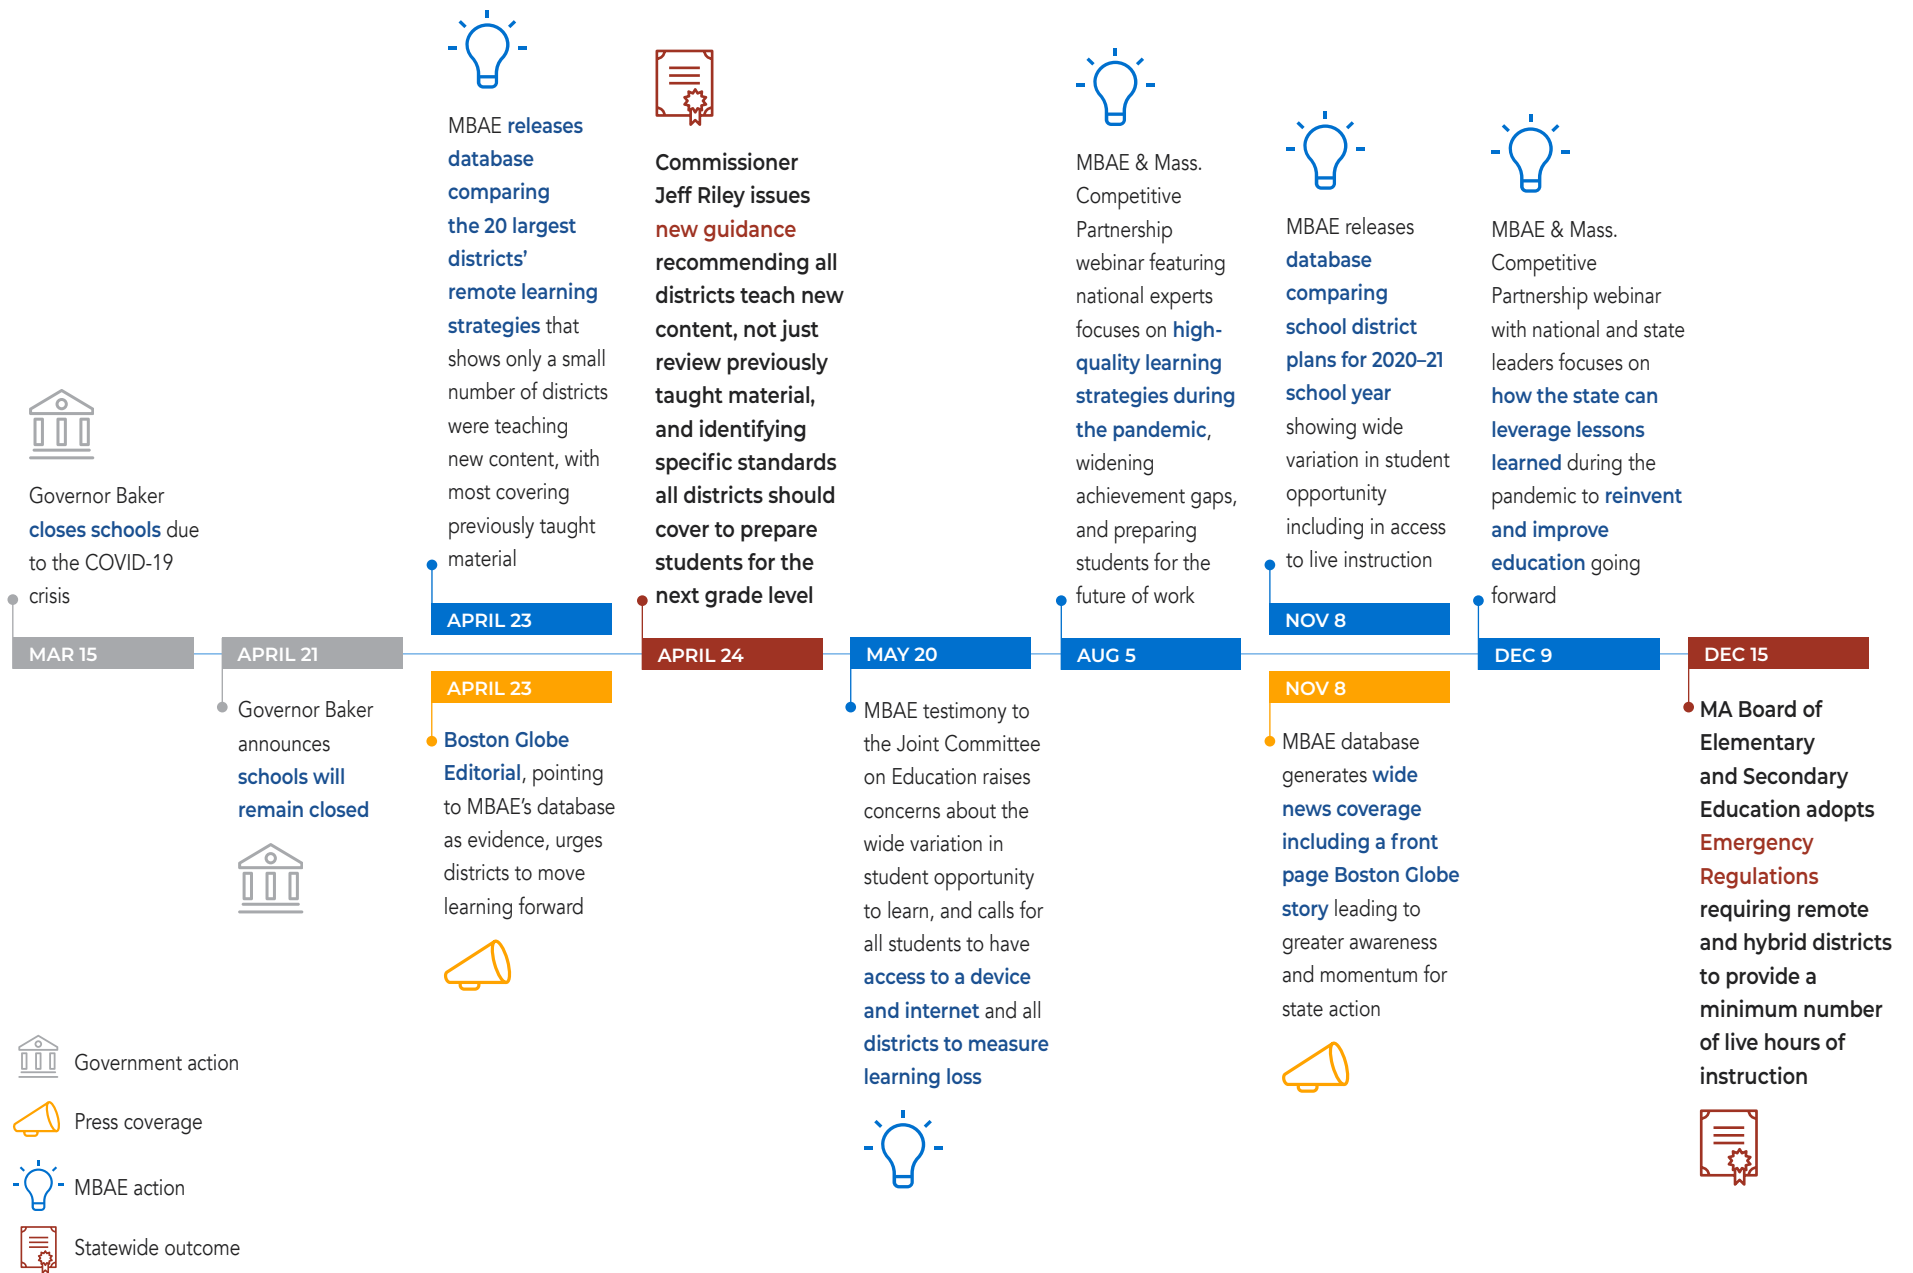 Governor Baker
closes schools due
to the COVID-19
crisis
MAR 15
APRIL 21
Governor Baker
announces
schools will
remain closed
MBAE releases
database
comparing
the 20 largest
districts’
remote learning
strategies that
shows only a small
number of districts
were teaching
new content, with
most covering
previously taught
material
APRIL 23
APRIL 23
Boston Globe
Editorial, pointing
to MBAE’s database
as evidence, urges
districts to move
learning forward
Commissioner
Jeff Riley issues
new guidance
recommending all
districts teach new
content, not just
review previously
taught material,
and identifying
specific standards
all districts should
cover to prepare
students for the
next grade level
APRIL 24
MAY 20
MBAE testimony to
the Joint Committee
on Education raises
concerns about the
wide variation in
student opportunity
to learn, and calls for
all students to have
access to a device
and internet and all
districts to measure
learning loss
MBAE & Mass.
Competitive
Partnership
webinar featuring
national experts
focuses on high-
quality learning
strategies during
the pandemic,
widening
achievement gaps,
and preparing
students for the
future of work
AUG 5
MBAE releases
database
comparing
school district
plans for 2020–21
school year
showing wide
variation in student
opportunity
including in access
to live instruction
NOV 8
NOV 8
MBAE database
generates wide
news coverage
including a front
page Boston Globe
story leading to
greater awareness
and momentum for
state action
MBAE & Mass.
Competitive
Partnership webinar
with national and state
leaders focuses on
how the state can
leverage lessons
learned during the
pandemic to reinvent
and improve
education going
forward
DEC 9
DEC 15
MA Board of
Elementary
and Secondary
Education adopts
Emergency
Regulations
requiring remote
and hybrid districts
to provide a
minimum number
of live hours of
instruction
Government action
Press coverage
MBAE action
Statewide outcome